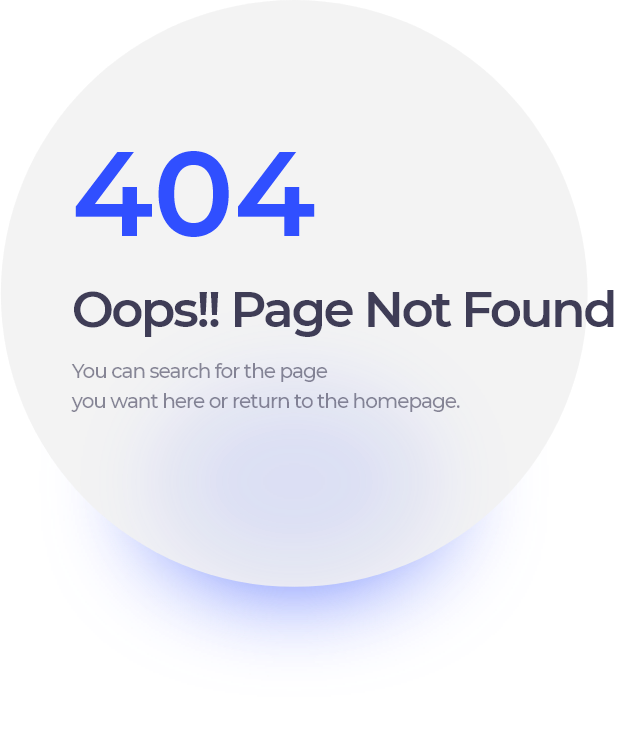 404
Oops!! Page Not Found
You can search for the page
you want here or return to the homepage.